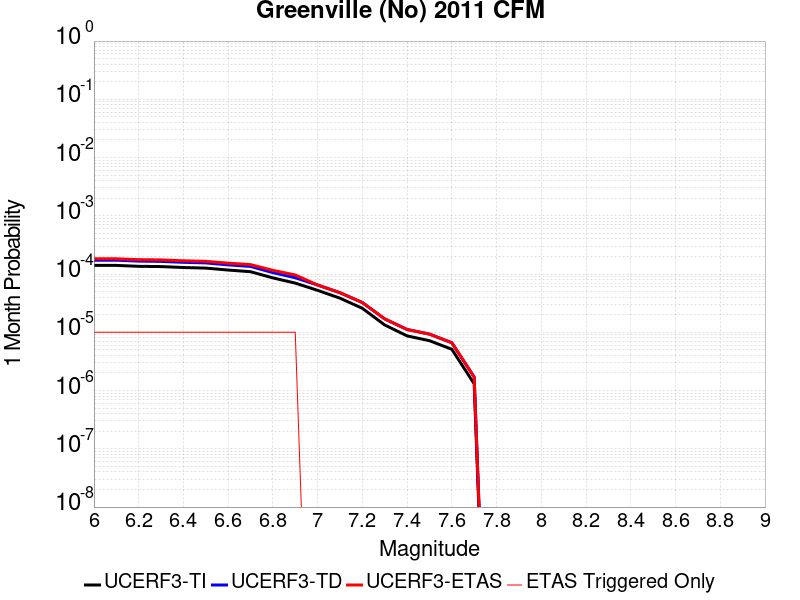 Greenville (No) 2011 CFM
10^0
10^-1
10^-2
10^-3
10^-4
10^-5
10^-6
10^-7
10^-8
1 Month Probability
6 6.2 6.4 6.6 6.8 7 7.2 7.4 7.6 7.8 8 8.2 8.4 8.6 8.8 9
Magnitude
UCERF3-TI UCERF3-TD UCERF3-ETAS ETAS Triggered Only